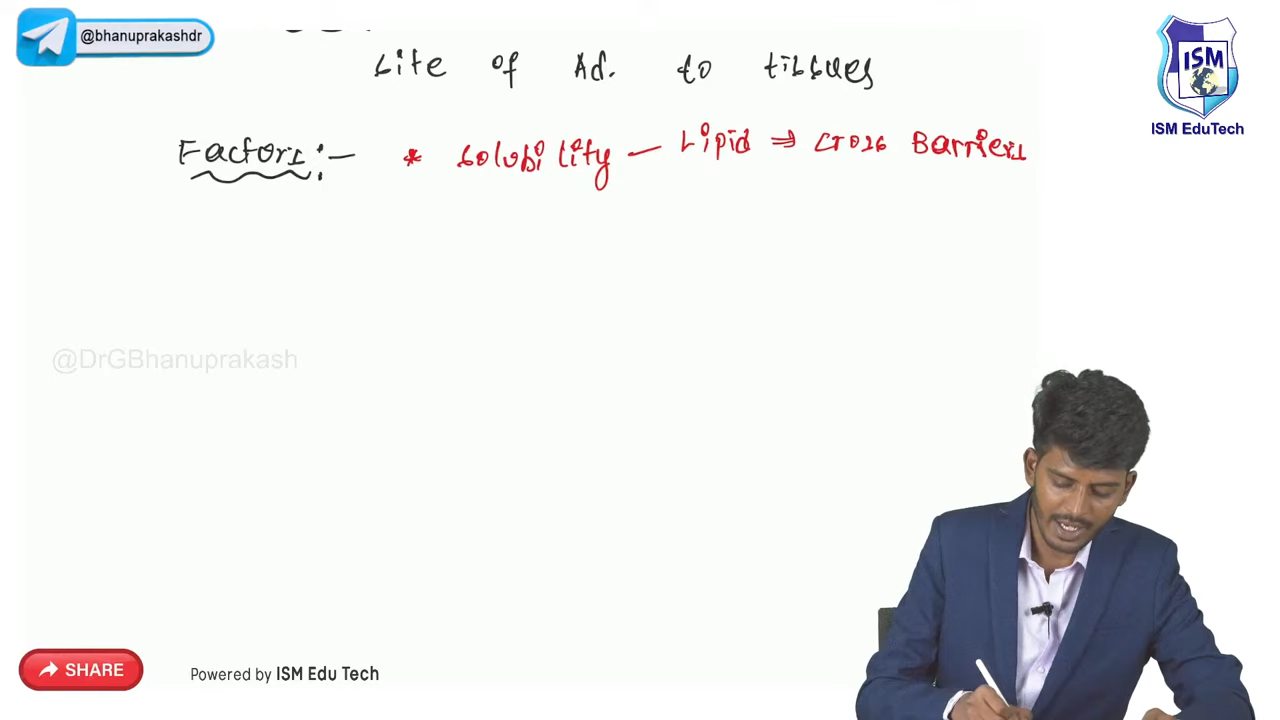 @bhanuprakashdr
ISM
ISM EduTech
site of Ad. to tissues
Factors :- * solubility — Lipid ⇒ cross Barriers
@DrGBhanuprakash
SHARE
Powered by ISM Edu Tech